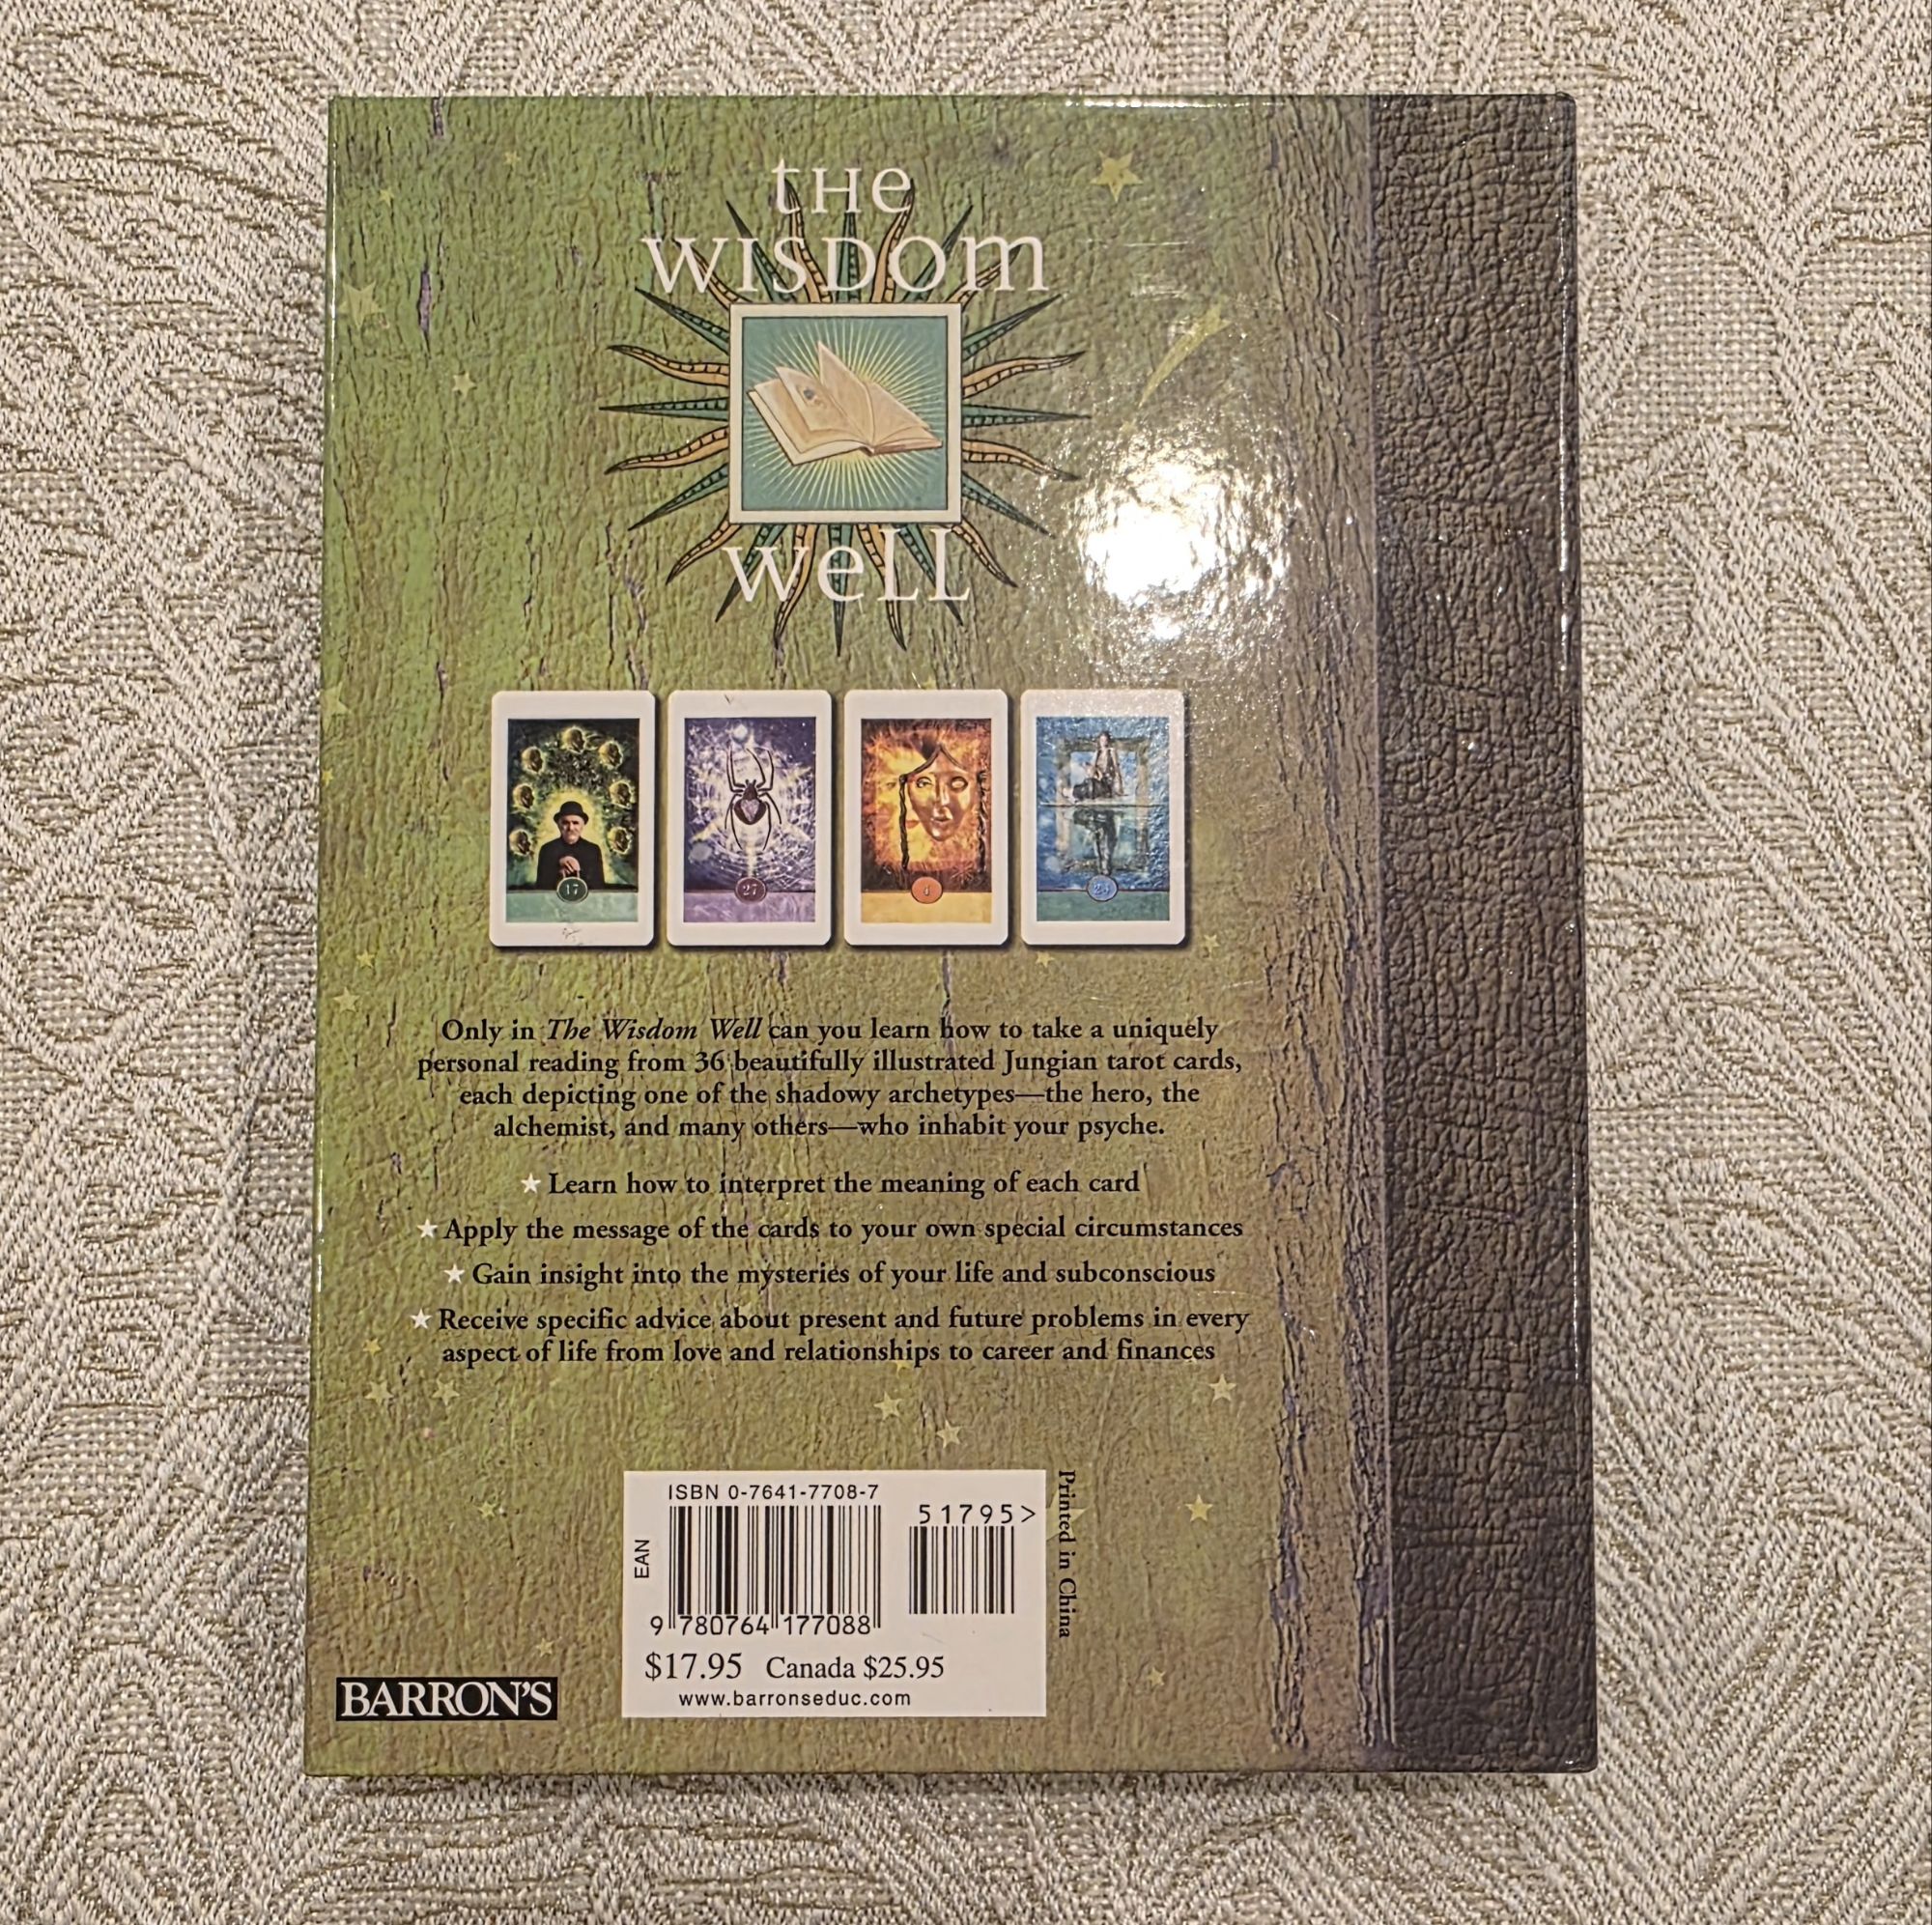 the
wisdom
well
17
27
4
24
Only in The Wisdom Well can you learn how to take a uniquely
personal reading from 36 beautifully illustrated Jungian tarot cards,
each depicting one of the shadowy archetypes—the hero, the
alchemist, and many others—who inhabit your psyche.
★ Learn how to interpret the meaning of each card
★ Apply the message of the cards to your own special circumstances
★ Gain insight into the mysteries of your life and subconscious
★ Receive specific advice about present and future problems in every
aspect of life from love and relationships to career and finances
ISBN 0-7641-7708-7
51795>
EAN
9 780764 177088
$17.95 Canada $25.95
www.barronseduc.com
Printed in China
BARRON'S